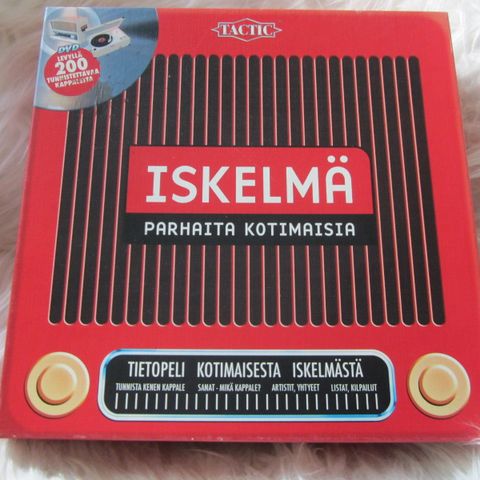 TACTIC
DVD
LEVYLLÄ
200
TUNNISTETTAVAA
KAPPALETTA
ISKELMÄ
PARHAITA KOTIMAISIA
TIETOPELI KOTIMAISESTA ISKELMÄSTÄ
TUNNISTA KENEN KAPPALE SANAT - MIKÄ KAPPALE? ARTISTIT, YHTYEET LISTAT, KILPAILUT